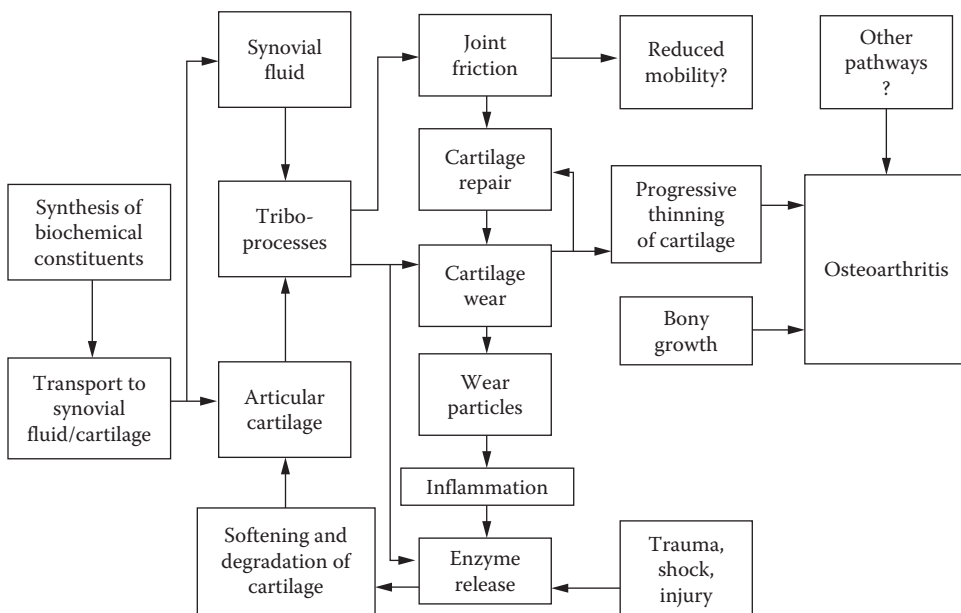 Synovial
fluid
Joint
friction
Reduced
mobility?
Other
pathways
?
Synthesis of
biochemical
constituents
Tribo-
processes
Cartilage
repair
Progressive
thinning
of cartilage
Osteoarthritis
Cartilage
wear
Bony
growth
Transport to
synovial
fluid/cartilage
Articular
cartilage
Wear
particles
Inflammation
Softening and
degradation of
cartilage
Enzyme
release
Trauma,
shock,
injury